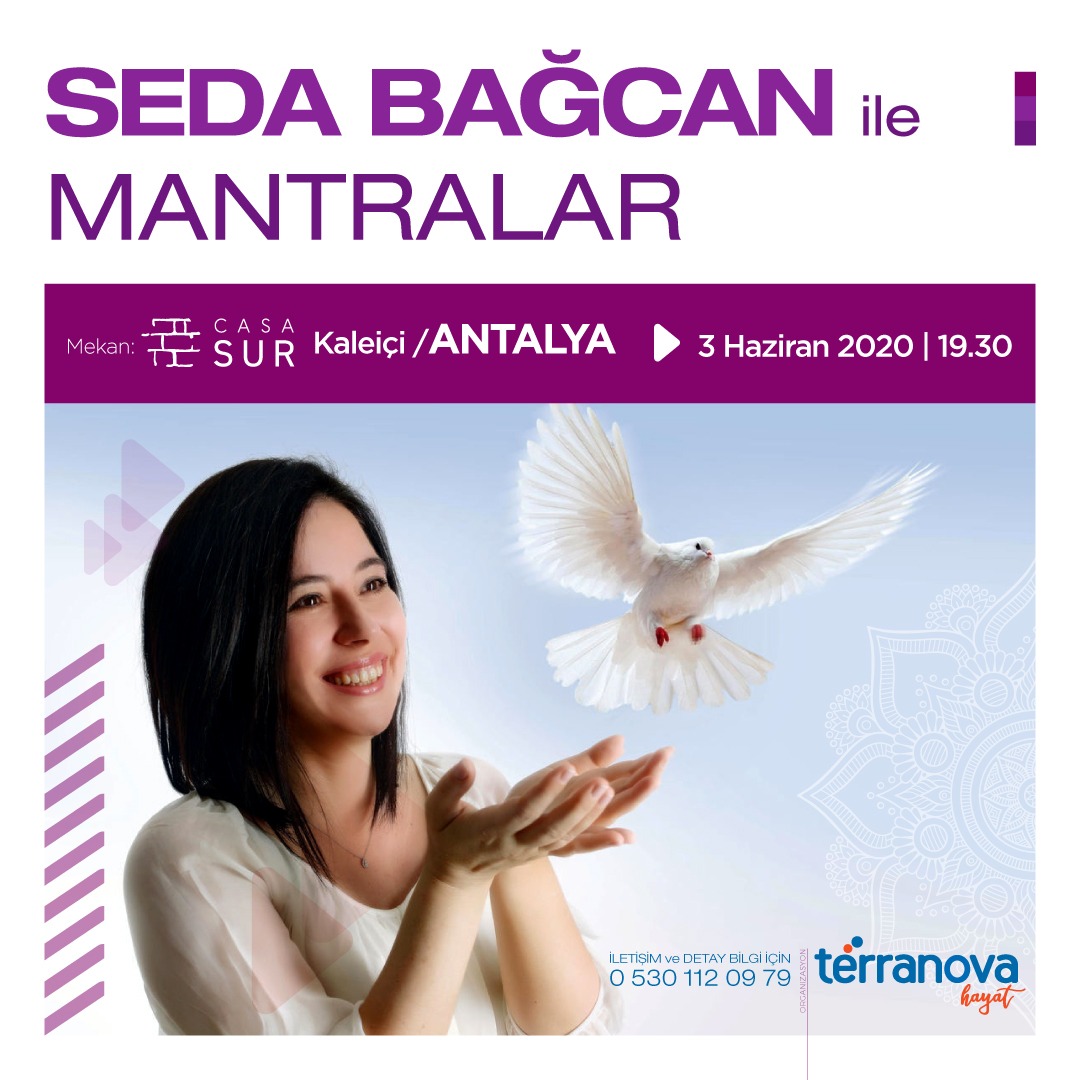 SEDA BAĞCAN ile
MANTRALAR
Mekan: CASA SUR Kaleiçi /ANTALYA 3 Haziran 2020 | 19.30
İLETİŞİM ve DETAY BİLGİ İÇİN
0 530 112 09 79
ORGANİZASYON
terranova
hayat